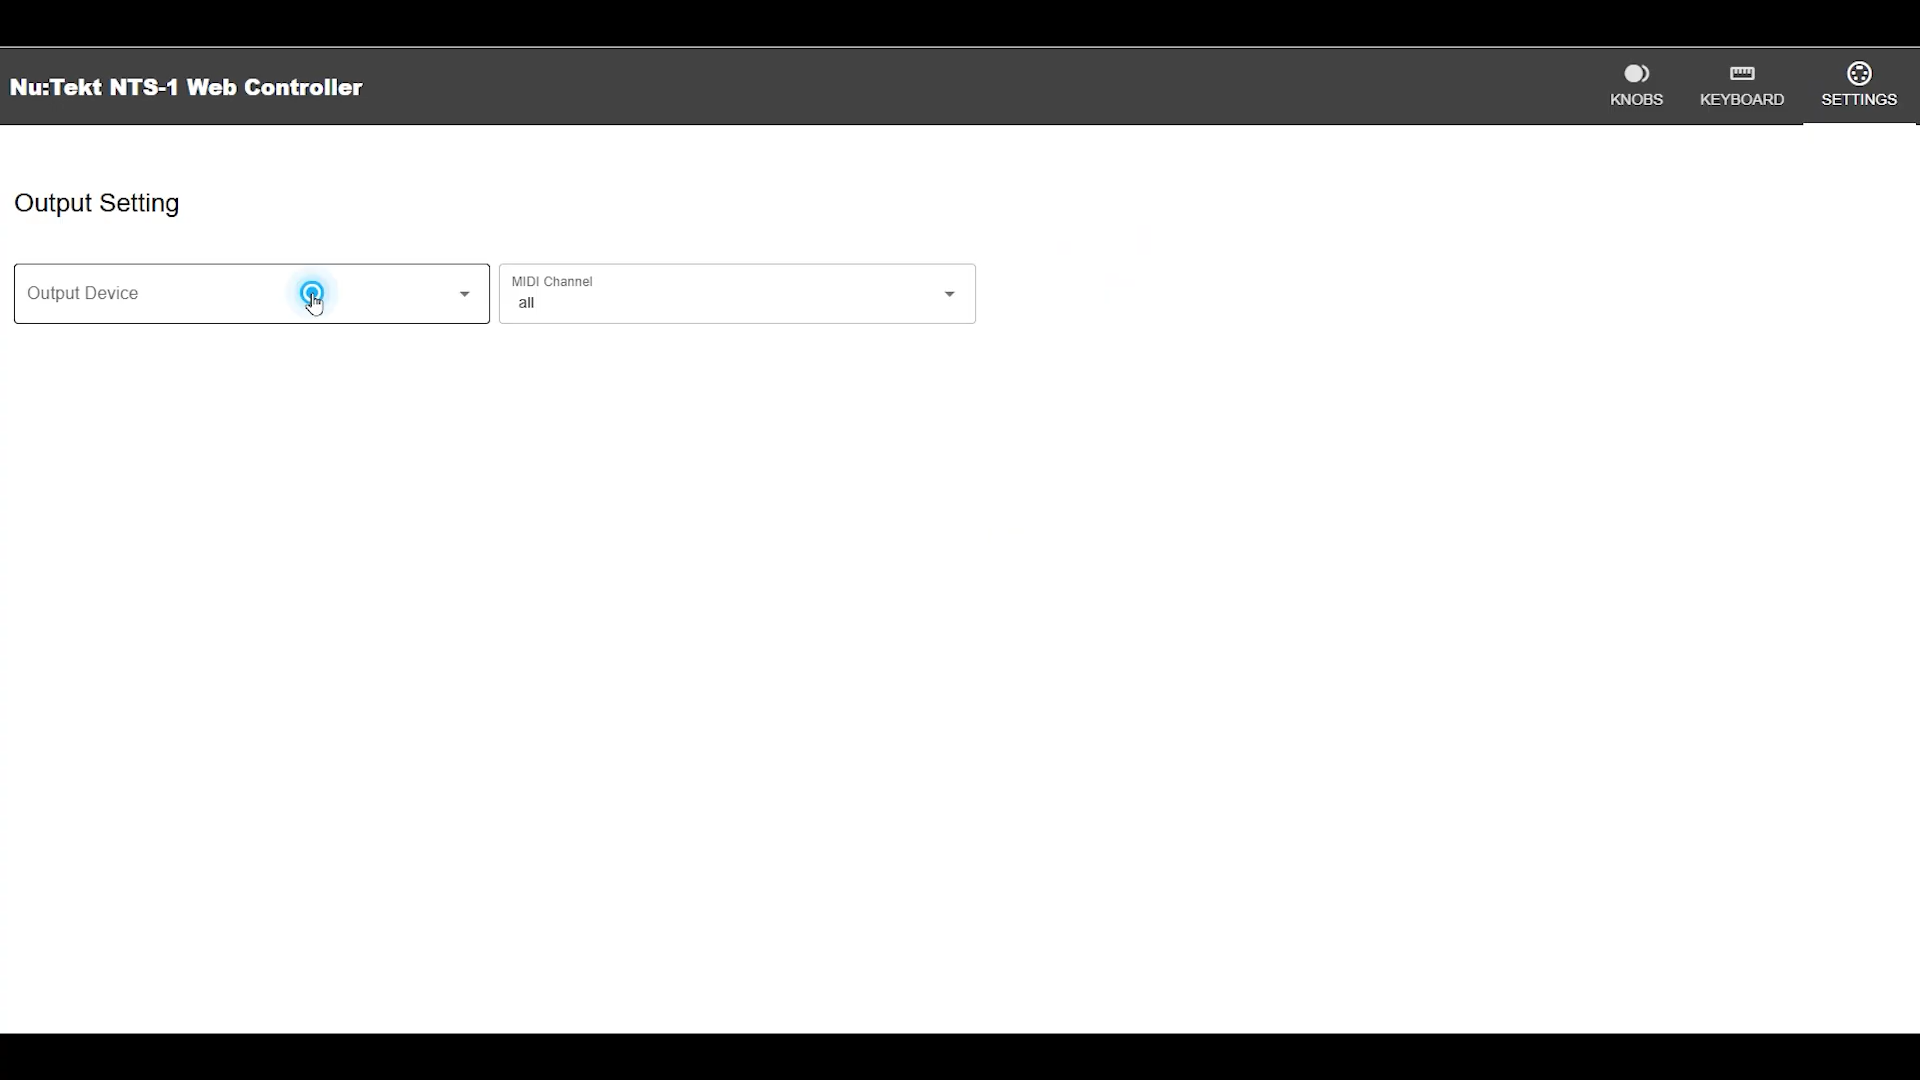 Nu:Tekt NTS-1 Web Controller
KNOBS
KEYBOARD
SETTINGS
Output Setting
Output Device
MIDI Channel
all